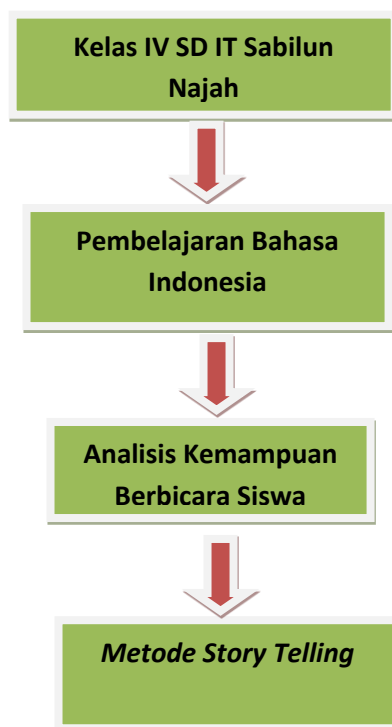 Kelas IV SD IT Sabilun
Najah
Pembelajaran Bahasa
Indonesia
Analisis Kemampuan
Berbicara Siswa
Metode Story Telling